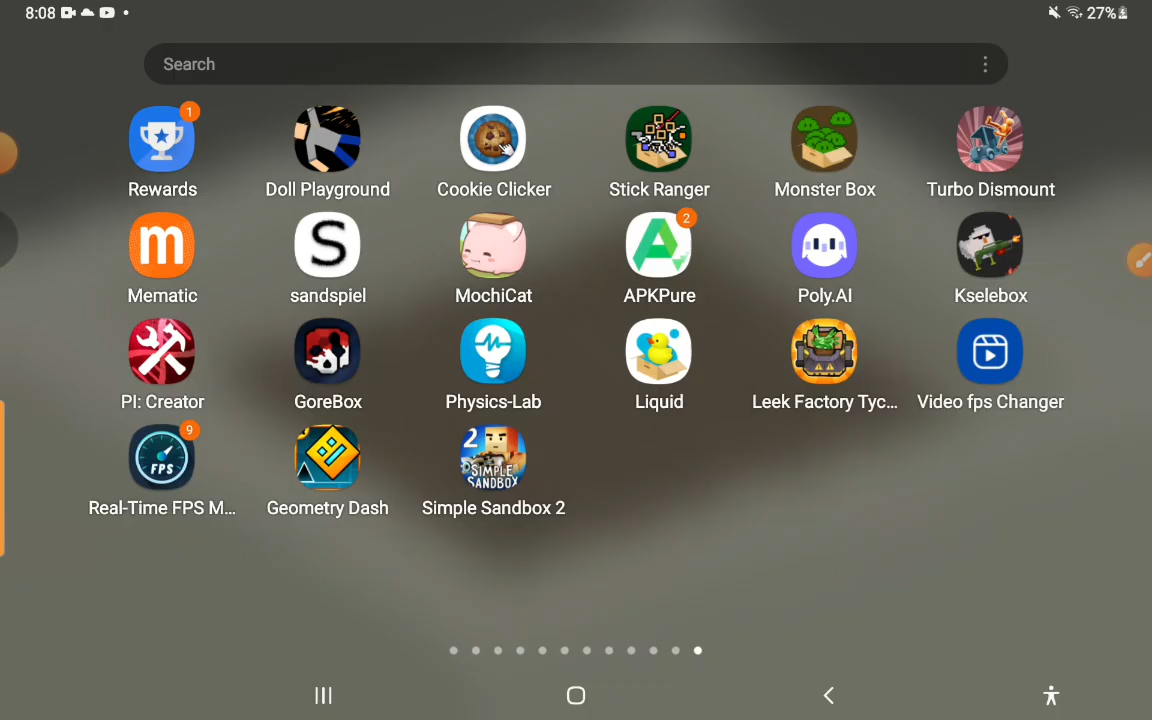 8:08 27%
Search
1
Rewards Doll Playground Cookie Clicker Stick Ranger Monster Box Turbo Dismount
m S 2
Mematic sandspiel MochiCat APKPure Poly.AI Kselebox
PI: Creator GoreBox Physics-Lab Liquid Leek Factory Tyc... Video fps Changer
FPS 9 2 SIMPLE SANDBOX
Real-Time FPS M... Geometry Dash Simple Sandbox 2